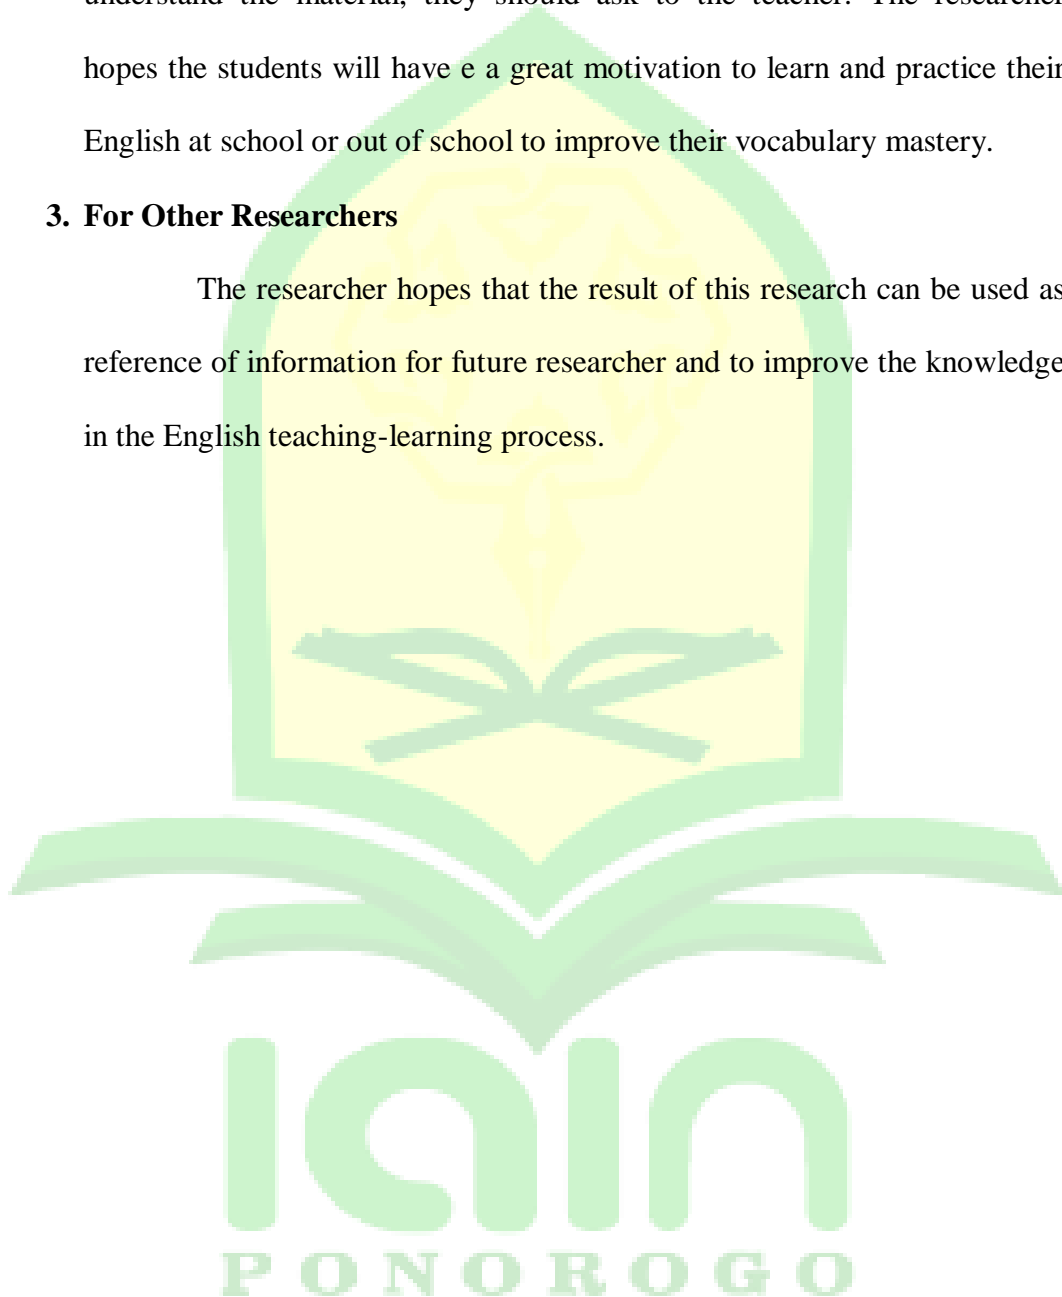 understand the material, they should ask to the teacher. The researcher
hopes the students will have e a great motivation to learn and practice their
English at school or out of school to improve their vocabulary mastery.
3. For Other Researchers
The researcher hopes that the result of this research can be used as
reference of information for future researcher and to improve the knowledge
in the English teaching-learning process.
iain
PONOROGO